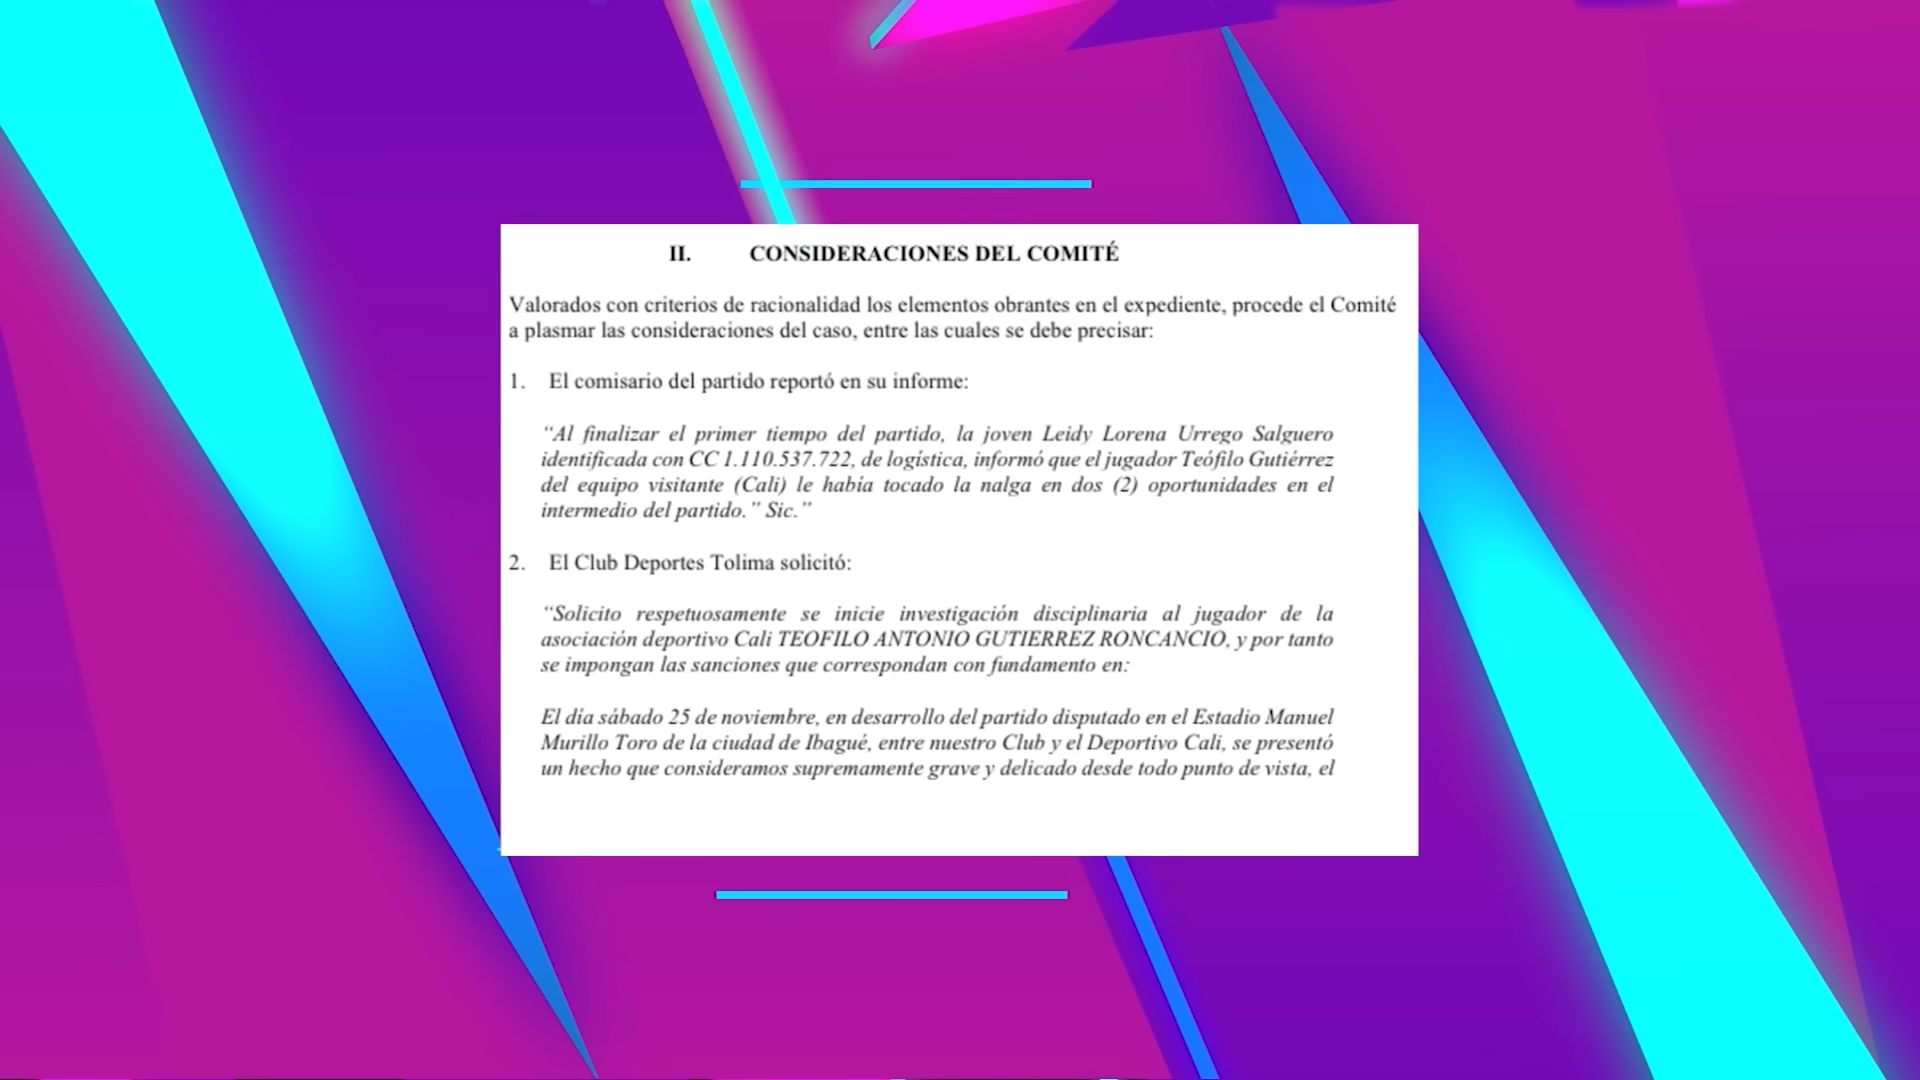 II. CONSIDERACIONES DEL COMITÉ
Valorados con criterios de racionalidad los elementos obrantes en el expediente, procede el Comité
a plasmar las consideraciones del caso, entre las cuales se debe precisar:
1. El comisario del partido reportó en su informe:
“Al finalizar el primer tiempo del partido, la joven Leidy Lorena Urrego Salguero
identificada con CC 1.110.537.722, de logística, informó que el jugador Teófilo Gutiérrez
del equipo visitante (Cali) le había tocado la nalga en dos (2) oportunidades en el
intermedio del partido.” Sic.”
2. El Club Deportes Tolima solicitó:
“Solicito respetuosamente se inicie investigación disciplinaria al jugador de la
asociación deportivo Cali TEOFILO ANTONIO GUTIERREZ RONCANCIO, y por tanto
se impongan las sanciones que correspondan con fundamento en:
El día sábado 25 de noviembre, en desarrollo del partido disputado en el Estadio Manuel
Murillo Toro de la ciudad de Ibagué, entre nuestro Club y el Deportivo Cali, se presentó
un hecho que consideramos supremamente grave y delicado desde todo punto de vista, el